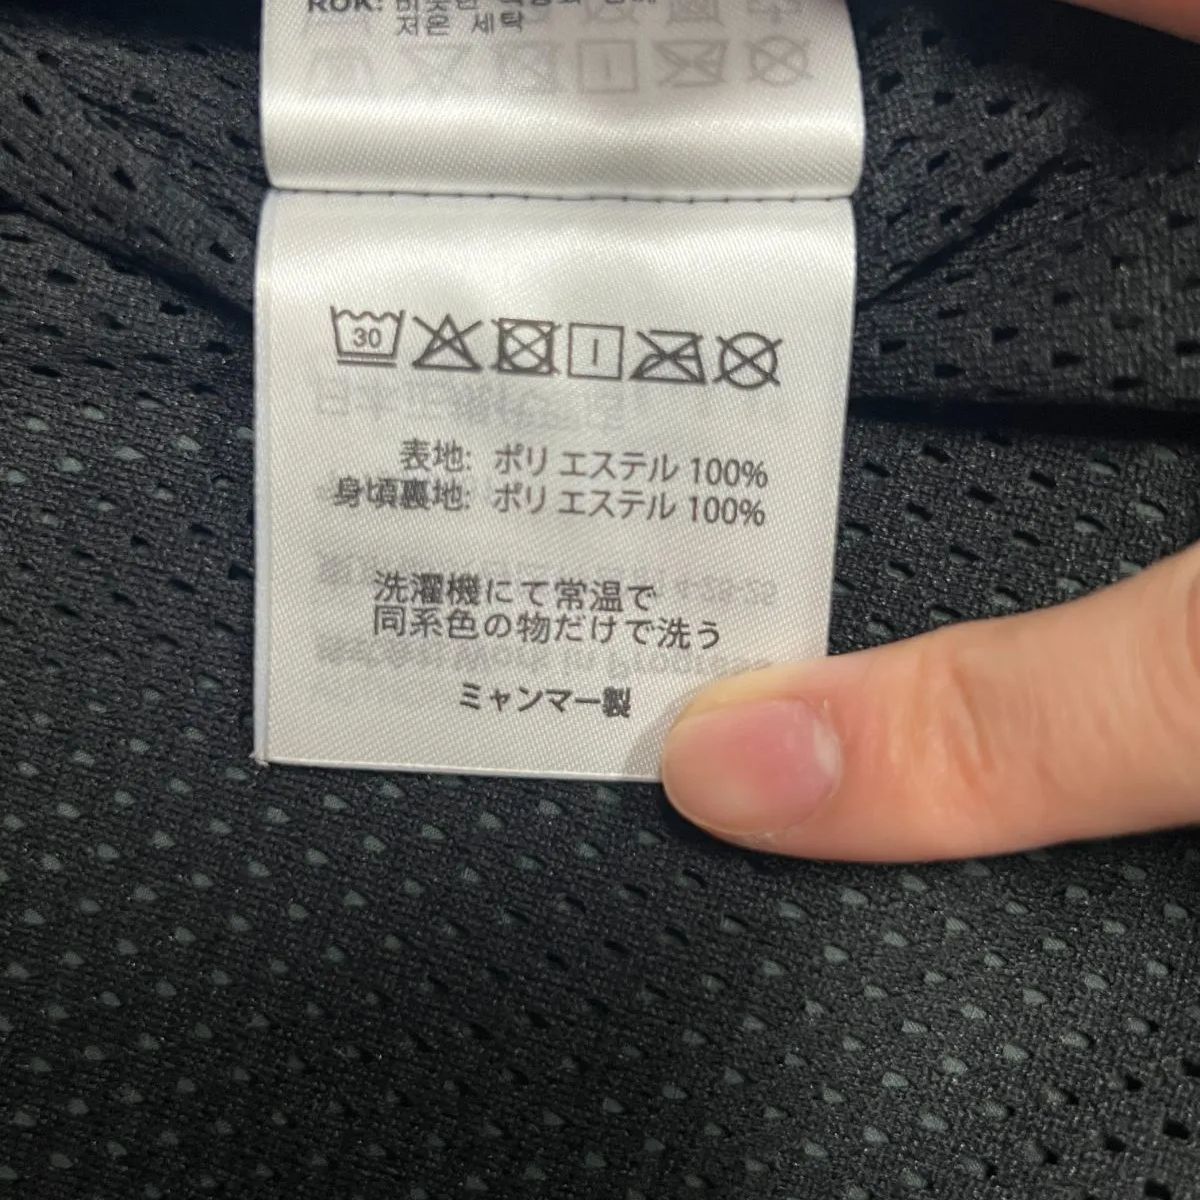 저온 세탁
30
表地: ポリ エステル 100%
身頃裏地: ポリ エステル 100%
洗濯機にて常温で
同系色の物だけで洗う
ミャンマー製